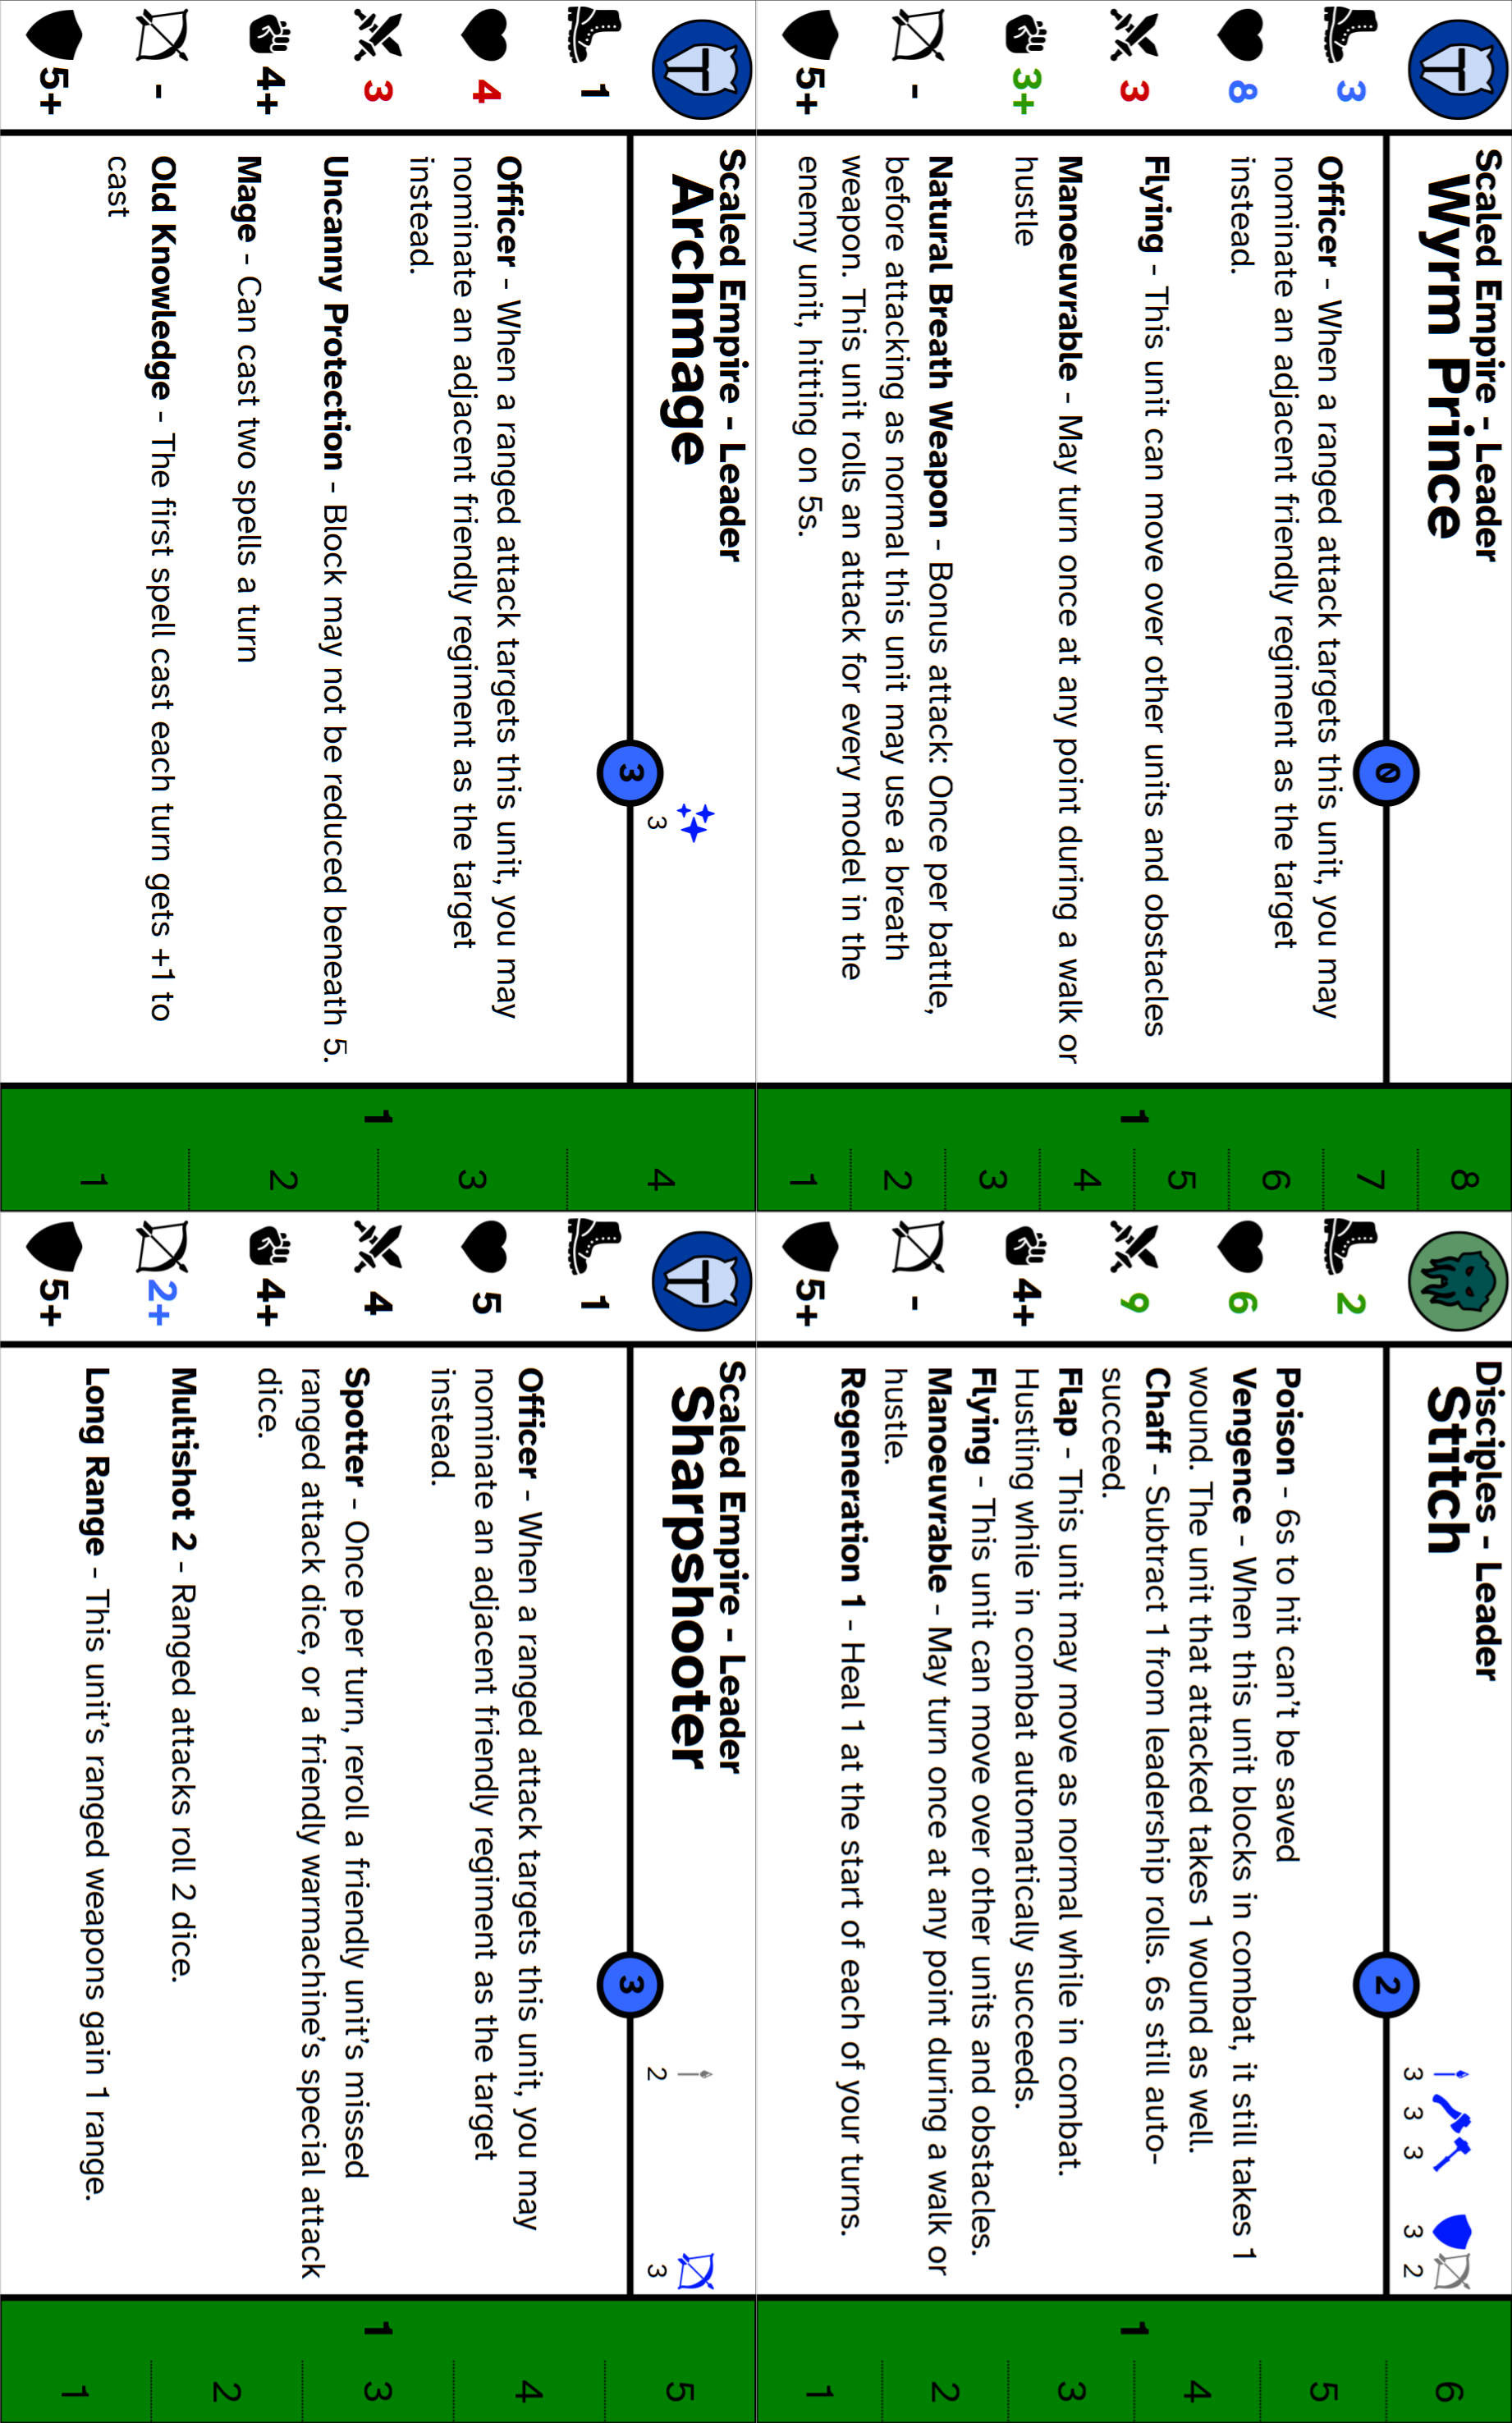 Scaled Empire - Leader
Wyrm Prince
0
3
8
3
3+
-
5+
Officer - When a ranged attack targets this unit, you may
nominate an adjacent friendly regiment as the target
instead.
Flying - This unit can move over other units and obstacles
Manoeuvrable - May turn once at any point during a walk or
hustle
Natural Breath Weapon - Bonus attack: Once per battle,
before attacking as normal this unit may use a breath
weapon. This unit rolls an attack for every model in the
enemy unit, hitting on 5s.
1
8
7
6
5
4
3
2
1
Disciples - Leader
Stitch
2
3 3 3 3 2
2
6
9
4+
-
5+
Poison - 6s to hit can't be saved
Vengence - When this unit blocks in combat, it still takes 1
wound. The unit that attacked takes 1 wound as well.
Chaff - Subtract 1 from leadership rolls. 6s still auto-
succeed.
Flap - This unit may move as normal while in combat.
Hustling while in combat automatically succeeds.
Flying - This unit can move over other units and obstacles.
Manoeuvrable - May turn once at any point during a walk or
hustle.
Regeneration 1 - Heal 1 at the start of each of your turns.
1
6
5
4
3
2
1
Scaled Empire - Leader
Archmage
3
3
1
4
3
4+
-
5+
Officer - When a ranged attack targets this unit, you may
nominate an adjacent friendly regiment as the target
instead.
Uncanny Protection - Block may not be reduced beneath 5.
Mage - Can cast two spells a turn
Old Knowledge - The first spell cast each turn gets +1 to
cast
1
4
3
2
1
Scaled Empire - Leader
Sharpshooter
3
2 3
1
5
4
4+
2+
5+
Officer - When a ranged attack targets this unit, you may
nominate an adjacent friendly regiment as the target
instead.
Spotter - Once per turn, reroll a friendly unit's missed
ranged attack dice, or a friendly warmachine's special attack
dice.
Multishot 2 - Ranged attacks roll 2 dice.
Long Range - This unit's ranged weapons gain 1 range.
1
5
4
3
2
1